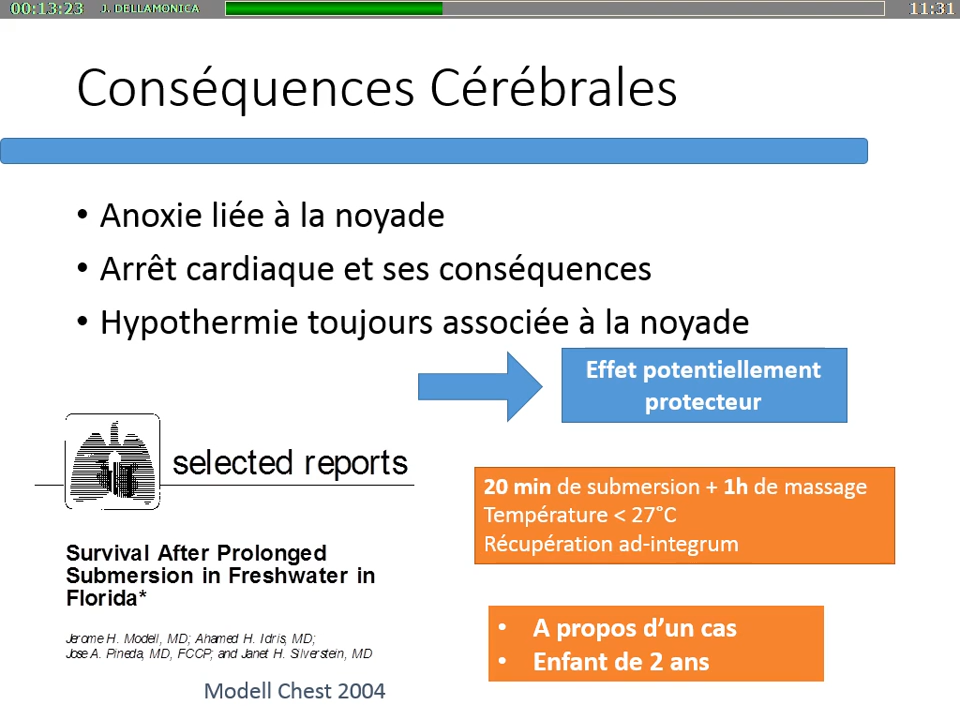 00:13:23 J. DELLAMONICA 11:31
Conséquences Cérébrales
• Anoxie liée à la noyade
• Arrêt cardiaque et ses conséquences
• Hypothermie toujours associée à la noyade
Effet potentiellement
protecteur
selected reports
20 min de submersion + 1h de massage
Température < 27°C
Récupération ad-integrum
Survival After Prolonged
Submersion in Freshwater in
Florida*
Jerome H. Modell, MD; Ahamed H. Idris, MD;
Jose A. Pineda, MD, FCCP; and Janet H. Silverstein, MD
• A propos d’un cas
• Enfant de 2 ans
Modell Chest 2004